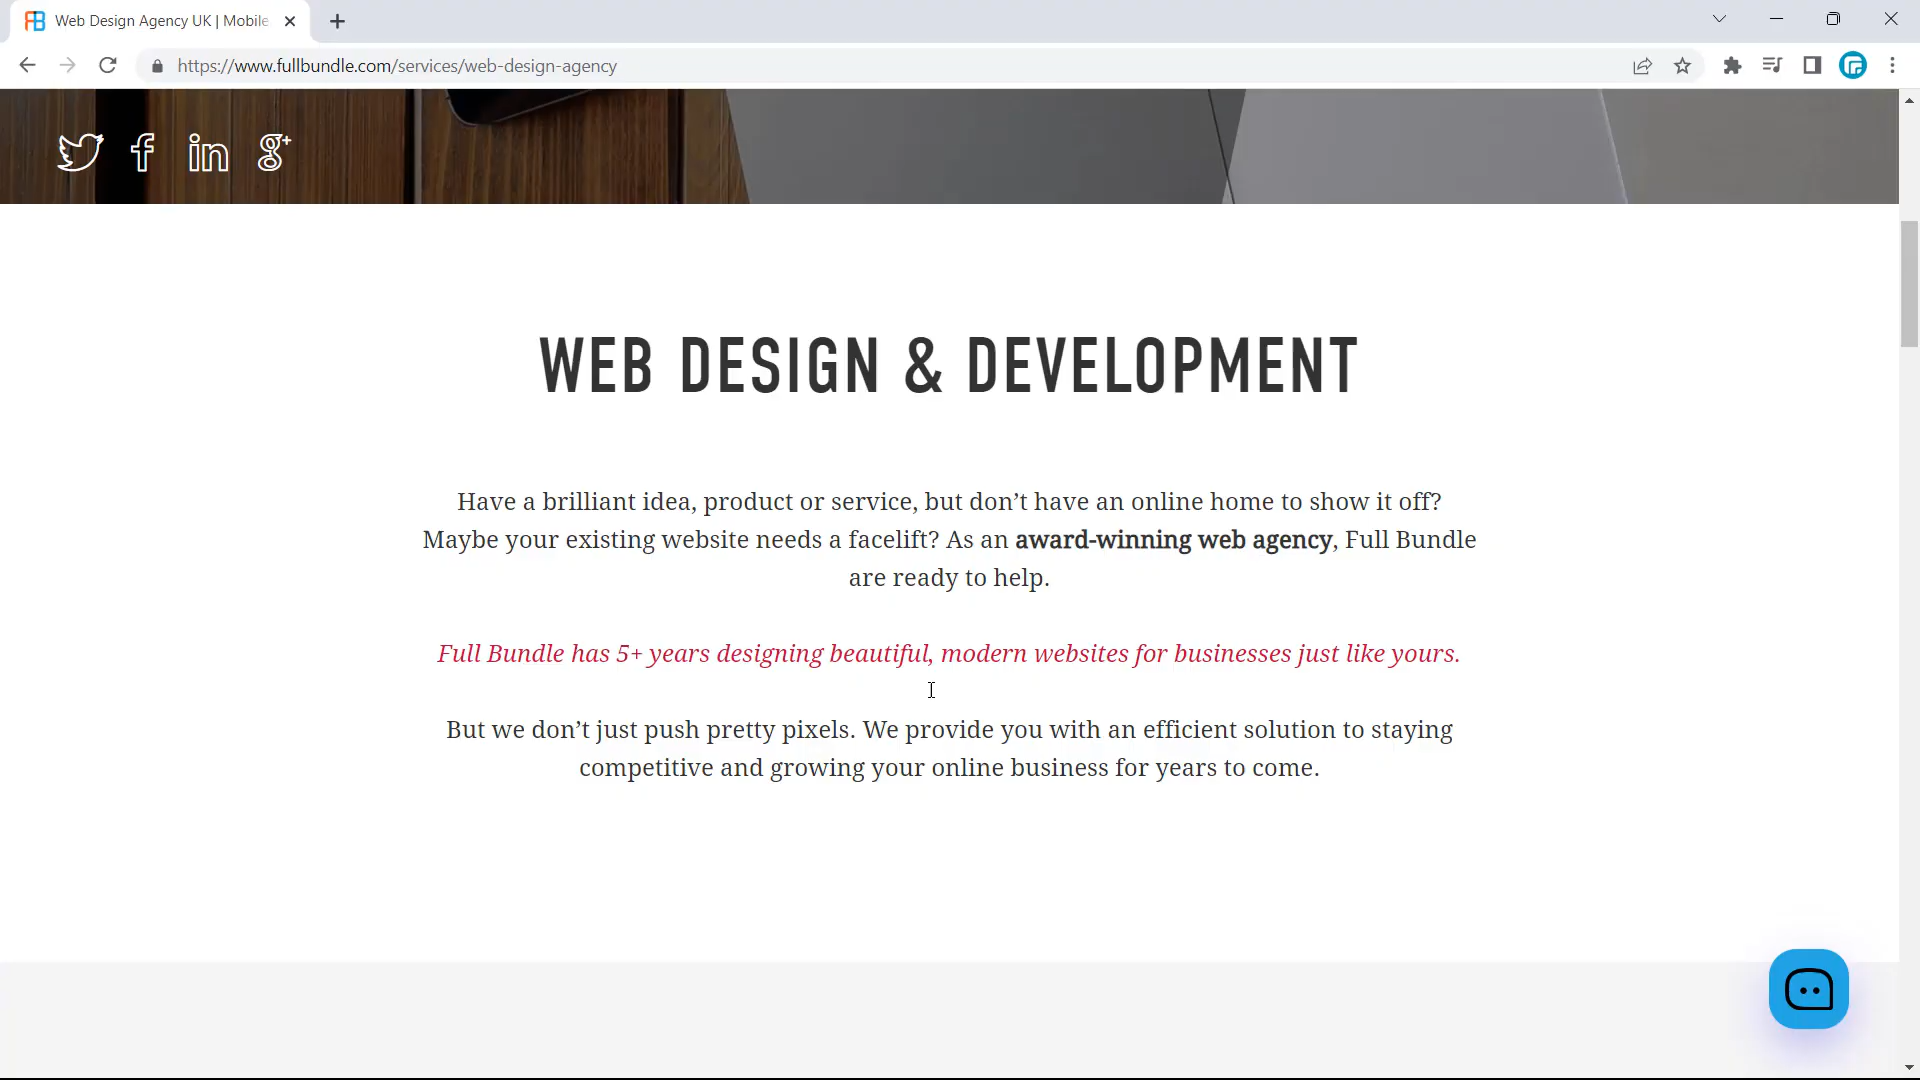 Web Design Agency UK | Mobile
https://www.fullbundle.com/services/web-design-agency
WEB DESIGN & DEVELOPMENT
Have a brilliant idea, product or service, but don’t have an online home to show it off?
Maybe your existing website needs a facelift? As an award-winning web agency, Full Bundle
are ready to help.
Full Bundle has 5+ years designing beautiful, modern websites for businesses just like yours.
But we don’t just push pretty pixels. We provide you with an efficient solution to staying
competitive and growing your online business for years to come.